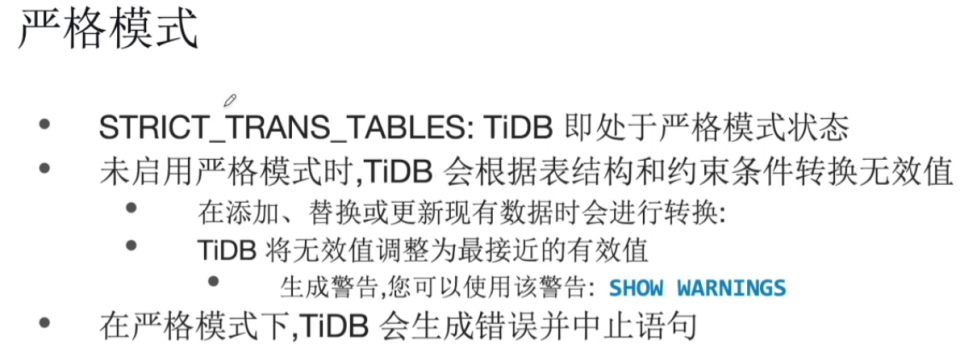 严格模式
STRICT_TRANS_TABLES: TiDB 即处于严格模式状态
未启用严格模式时,TiDB 会根据表结构和约束条件转换无效值
在添加、替换或更新现有数据时会进行转换:
TiDB 将无效值调整为最接近的有效值
生成警告,您可以使用该警告: SHOW WARNINGS
在严格模式下,TiDB 会生成错误并中止语句